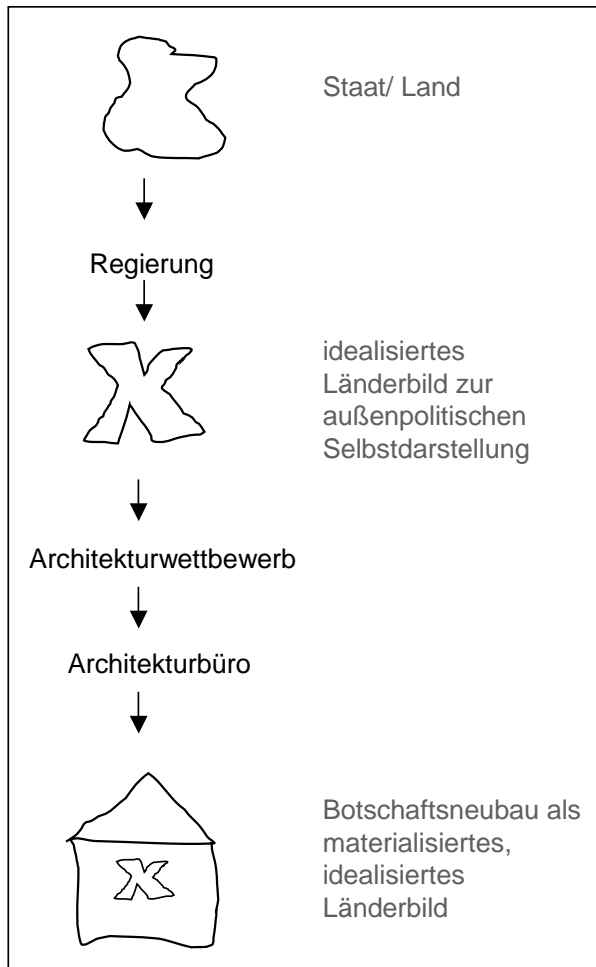 Staat/ Land
Regierung
X
idealisiertes
Länderbild zur
außenpolitischen
Selbstdarstellung
Architekturwettbewerb
Architekturbüro
X
Botschaftsneubau als
materialisiertes,
idealisiertes
Länderbild